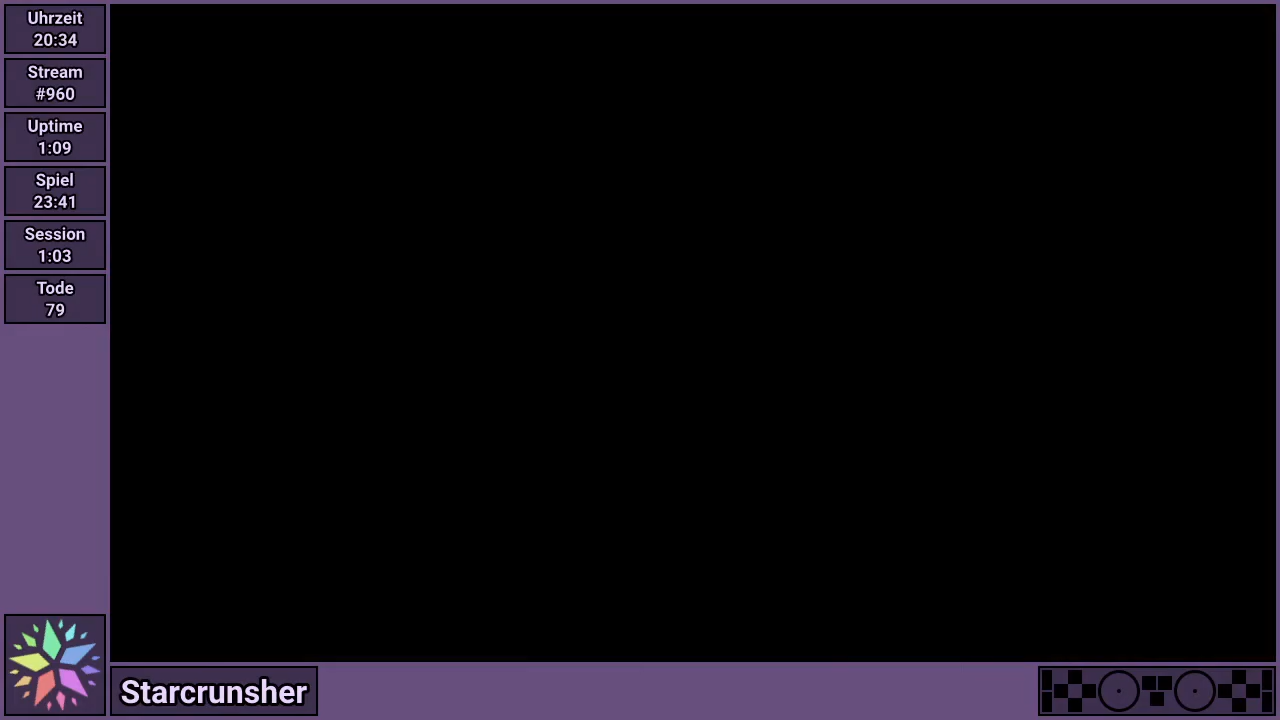 Uhrzeit
20:34
Stream
#960
Uptime
1:09
Spiel
23:41
Session
1:03
Tode
79
Starcrunsher